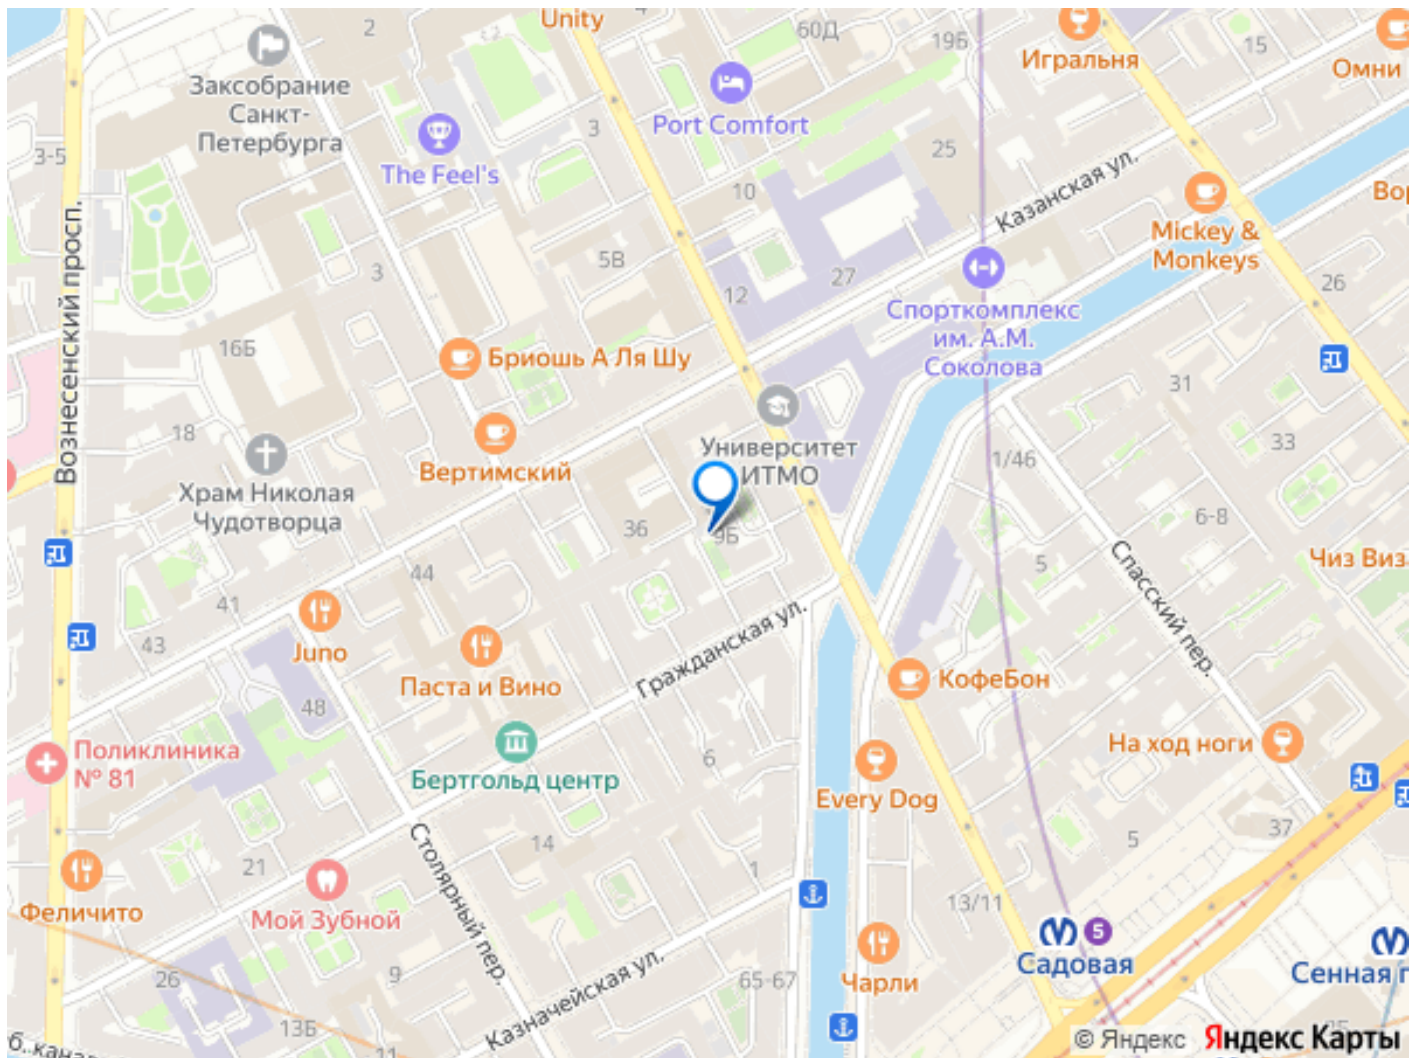 Unity
2
4
60Д
19Б
15
Игральня
Омни
Заксобрание
Санкт-
Петербурга
3-5
The Feel's
3
Port Comfort
25
10
Казанская ул.
Вор
Mickey &
Monkeys
Вознесенский просп.
3
5В
12
27
26
Спорткомплекс
им. А.М.
Соколова
16Б
Бриошь А Ля Шу
31
18
Вертимский
Университет
ИТМО
1/46
33
Храм Николая
Чудотворца
36
9Б
6-8
5
Спасский пер.
Чиз Виз
44
41
43
Juno
Паста и Вино
Гражданская ул.
КофеБон
48
Поликлиника
№ 81
Бертгольд центр
6
На ход ноги
Every Dog
14
5
37
21
1
Феличито
Мой Зубной
Столярный пер.
13/11
5
Садовая
Сенная п
26
9
65-67
Чарли
Казначейская ул.
13Б
11
б. кана
© Яндекс Яндекс Карты